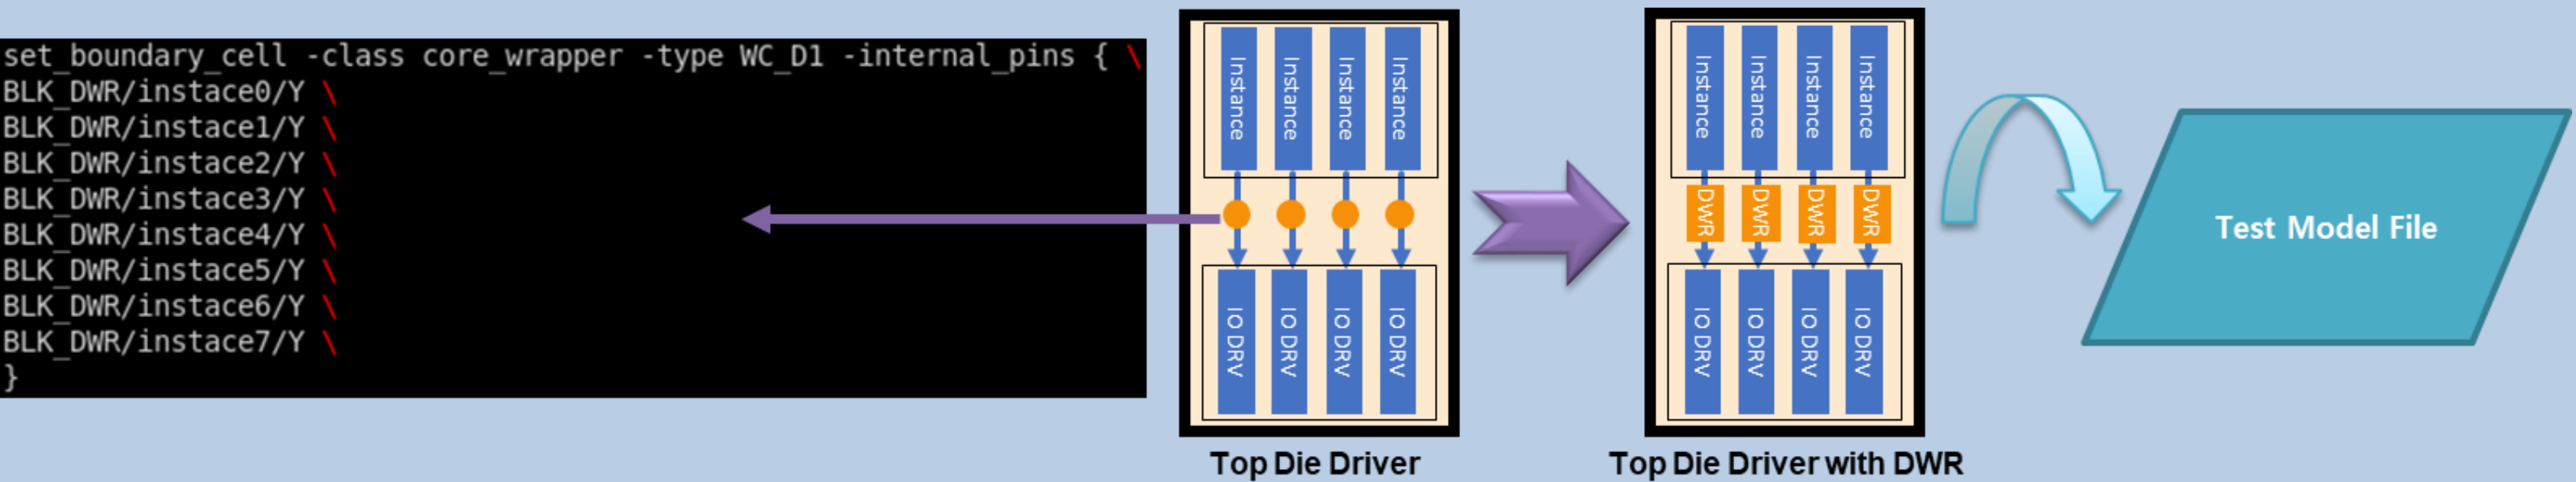 set_boundary_cell -class core_wrapper -type WC_D1 -internal_pins { \
BLK_DWR/instace0/Y \
BLK_DWR/instace1/Y \
BLK_DWR/instace2/Y \
BLK_DWR/instace3/Y \
BLK_DWR/instace4/Y \
BLK_DWR/instace5/Y \
BLK_DWR/instace6/Y \
BLK_DWR/instace7/Y \
}
Instance
Instance
Instance
Instance
IO DRV
IO DRV
IO DRV
IO DRV
Top Die Driver
Instance
Instance
Instance
Instance
DWR
DWR
DWR
DWR
IO DRV
IO DRV
IO DRV
IO DRV
Top Die Driver with DWR
Test Model File